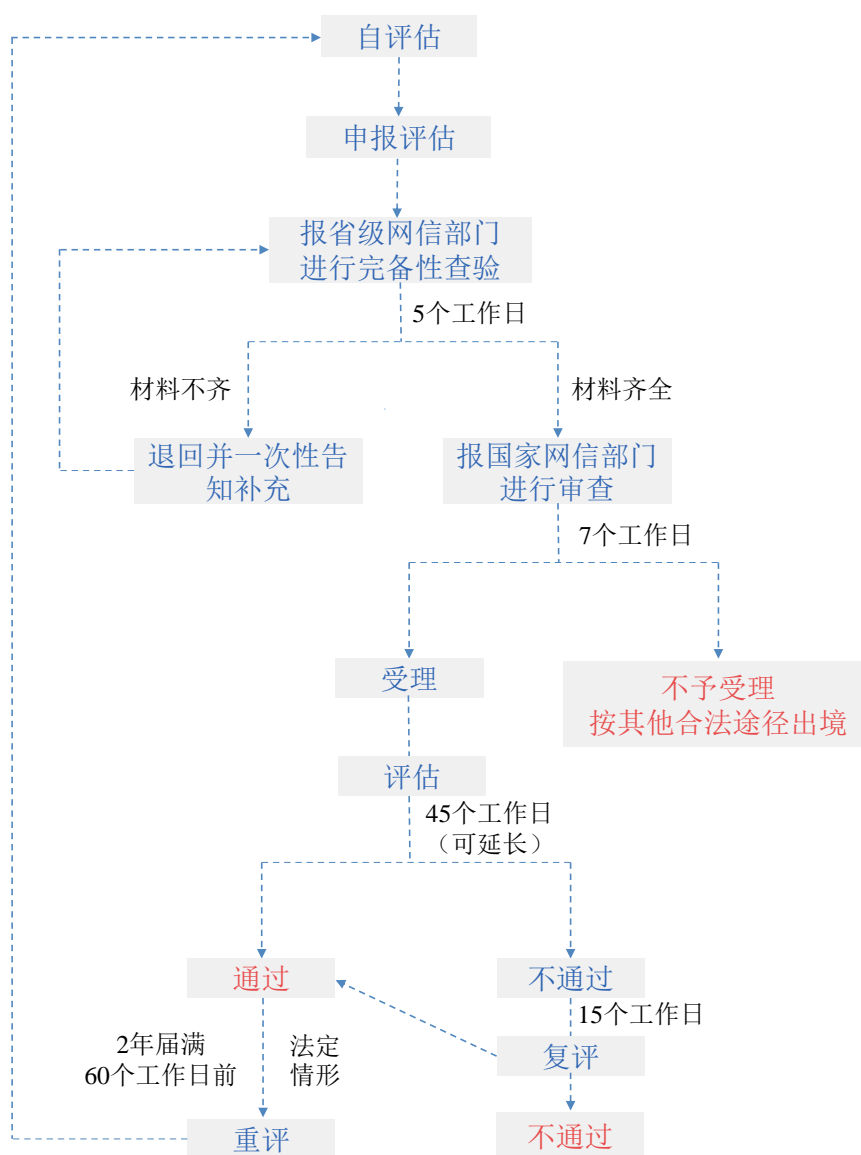 自评估
申报评估
报省级网信部门
进行完备性查验
5个工作日
材料不齐
材料齐全
退回并一次性告
知补充
报国家网信部门
进行审查
7个工作日
受理
不予受理
按其他合法途径出境
评估
45个工作日
（可延长）
通过
不通过
15个工作日
2年届满
60个工作日前
法定
情形
复评
重评
不通过